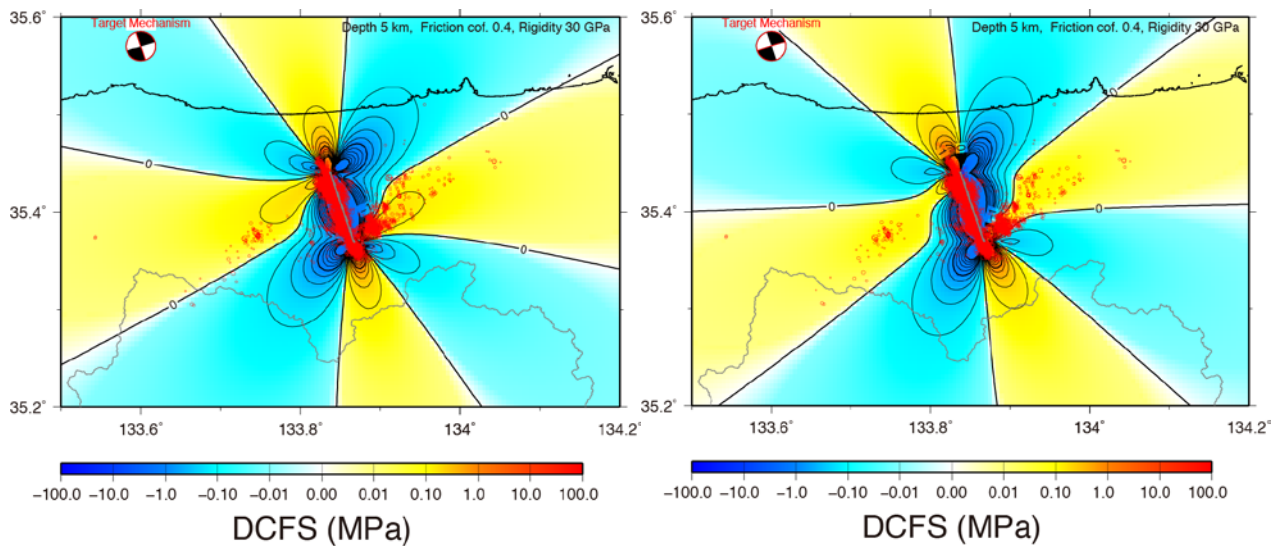 35.6°
Target Mechanism
Depth 5 km, Friction cof. 0.4, Rigidity 30 GPa
0
0
35.4°
0
0
35.2°
133.6°
133.8°
134°
134.2°
−100.0 −10.0 −1.0 −0.10 −0.01 0.00 0.01 0.10 1.0 10.0 100.0
DCFS (MPa)
35.6°
Target Mechanism
Depth 5 km, Friction cof. 0.4, Rigidity 30 GPa
0
0
35.4°
0
0
35.2°
133.6°
133.8°
134°
134.2°
−100.0 −10.0 −1.0 −0.10 −0.01 0.00 0.01 0.10 1.0 10.0 100.0
DCFS (MPa)